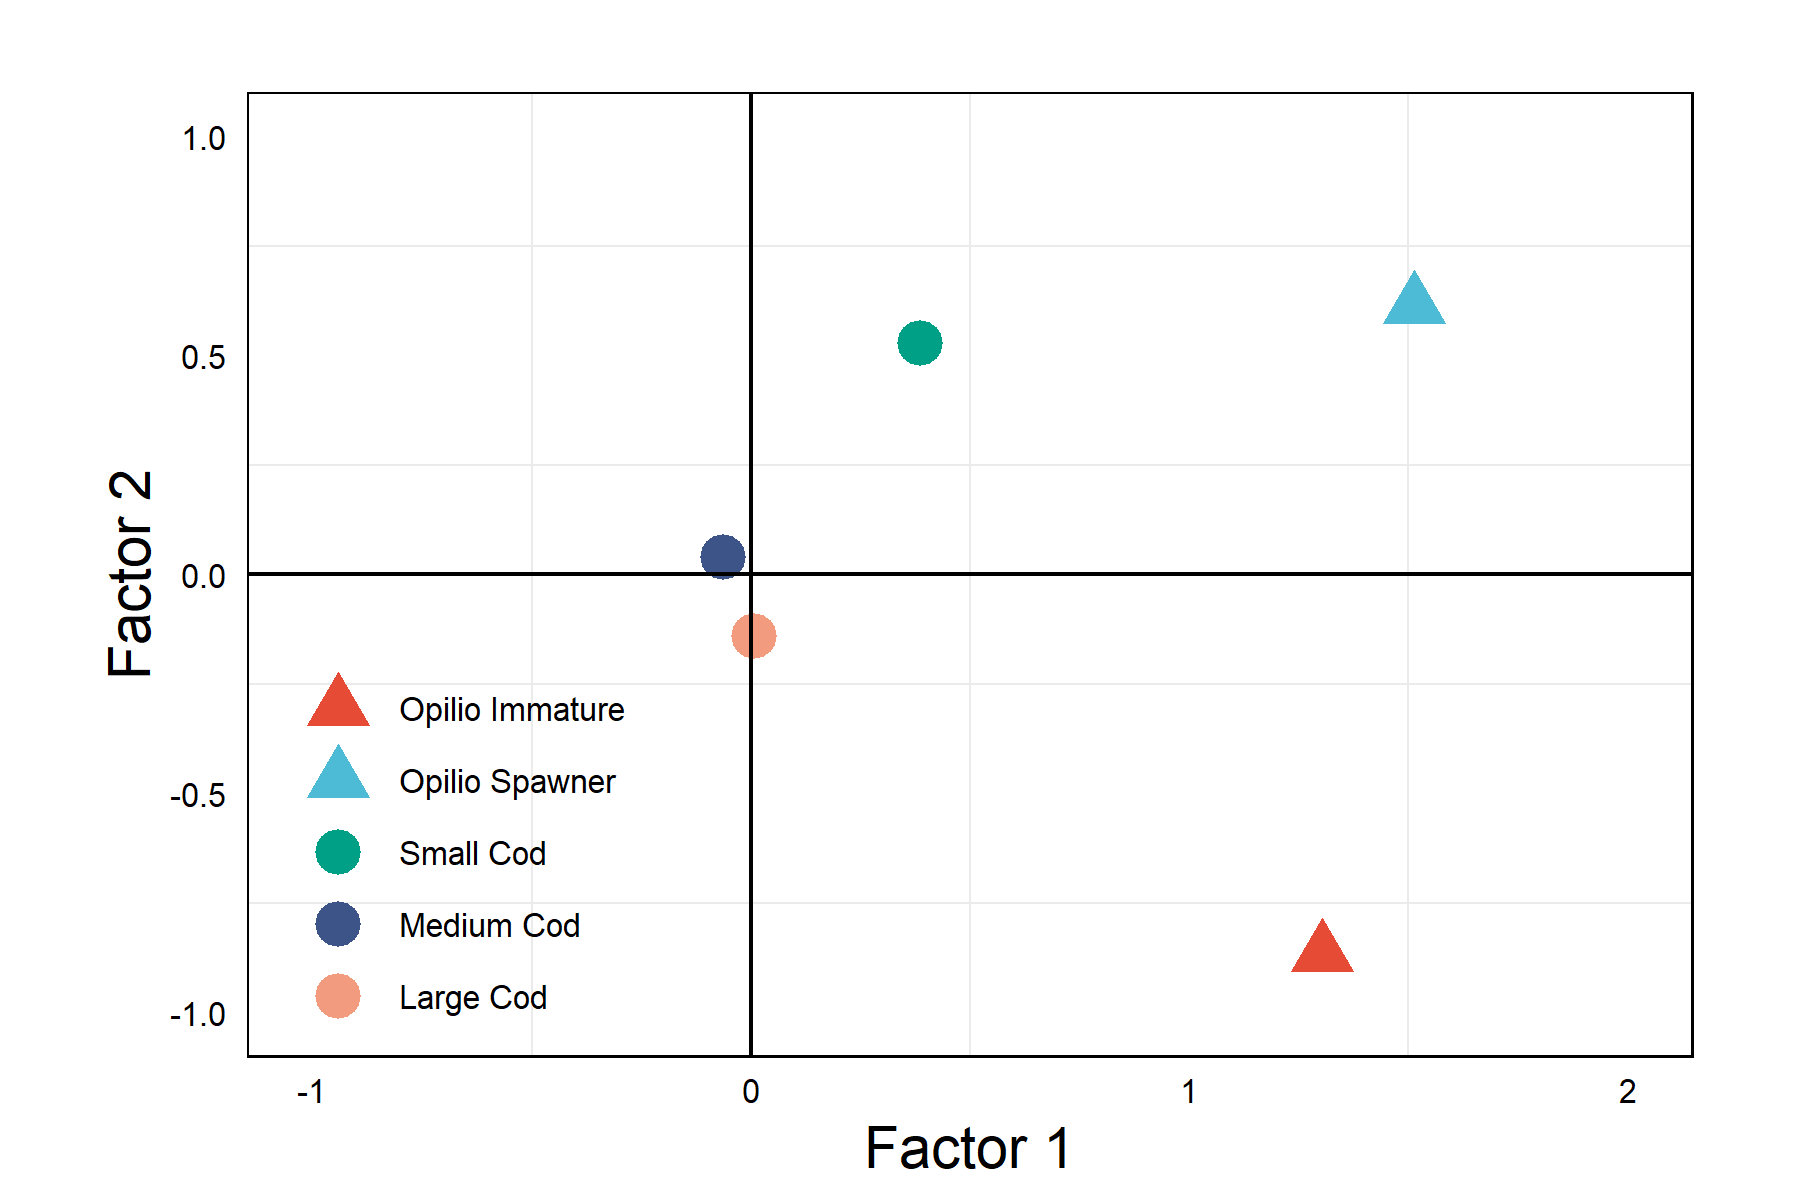 1.0
0.5
0.0
-0.5
-1.0
Factor 2
Opilio Immature
Opilio Spawner
Small Cod
Medium Cod
Large Cod
-1 0 1 2
Factor 1